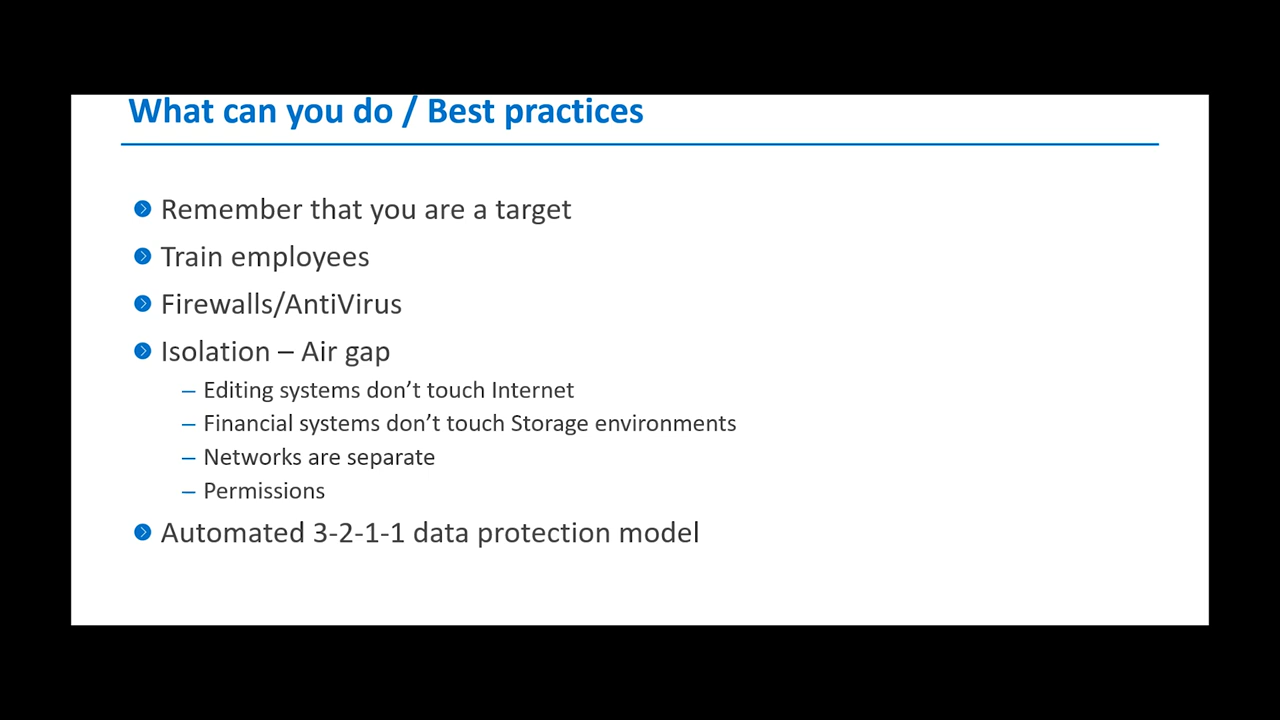 What can you do / Best practices
Remember that you are a target
Train employees
Firewalls/AntiVirus
Isolation – Air gap
– Editing systems don’t touch Internet
– Financial systems don’t touch Storage environments
– Networks are separate
– Permissions
Automated 3-2-1-1 data protection model